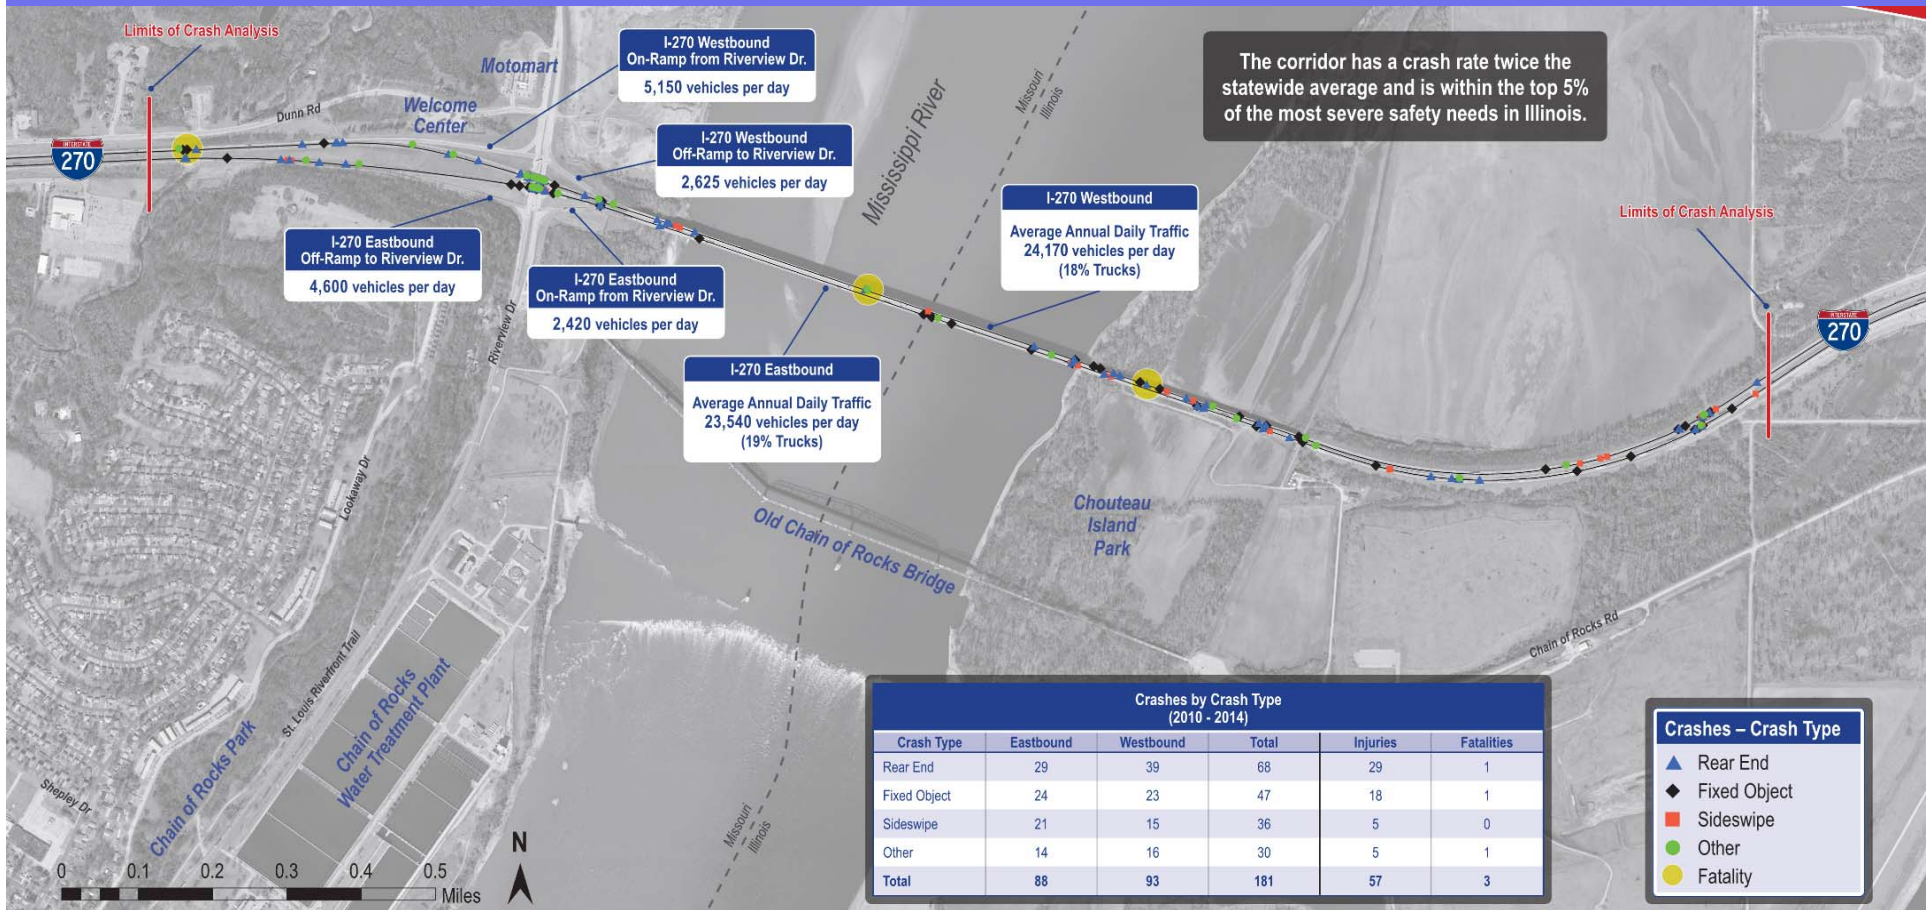 Limits of Crash Analysis
Motomart
Welcome
Center
Dunn Rd
INTERSTATE
270
I-270 Westbound
On-Ramp from Riverview Dr.
5,150 vehicles per day
I-270 Westbound
Off-Ramp to Riverview Dr.
2,625 vehicles per day
Mississippi River
Missouri
Illinois
The corridor has a crash rate twice the
statewide average and is within the top 5%
of the most severe safety needs in Illinois.
I-270 Westbound
Average Annual Daily Traffic
24,170 vehicles per day
(18% Trucks)
Limits of Crash Analysis
INTERSTATE
270
I-270 Eastbound
Off-Ramp to Riverview Dr.
4,600 vehicles per day
I-270 Eastbound
On-Ramp from Riverview Dr.
2,420 vehicles per day
Riverview Dr
I-270 Eastbound
Average Annual Daily Traffic
23,540 vehicles per day
(19% Trucks)
Lookaway Dr
Old Chain of Rocks Bridge
Chouteau
Island
Park
Chain of Rocks Rd
St. Louis Riverfront Trail
Chain of Rocks
Water Treatment Plant
Chain of Rocks Park
Shepley Dr
Missouri
Illinois
N
0 0.1 0.2 0.3 0.4 0.5
Miles
Crashes by Crash Type
(2010 - 2014)
Crash Type Eastbound Westbound Total Injuries Fatalities
Rear End 29 39 68 29 1
Fixed Object 24 23 47 18 1
Sideswipe 21 15 36 5 0
Other 14 16 30 5 1
Total 88 93 181 57 3
Crashes – Crash Type
Rear End
Fixed Object
Sideswipe
Other
Fatality